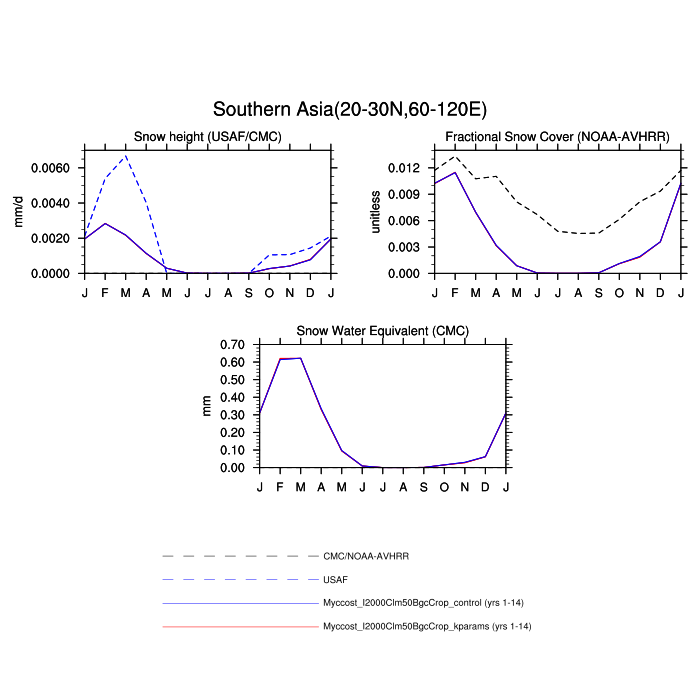 Southern Asia(20-30N,60-120E)
Snow height (USAF/CMC)
0.0060
0.0040
0.0020
0.0000
mm/d
J F M A M J J A S O N D J
Fractional Snow Cover (NOAA-AVHRR)
0.012
0.009
0.006
0.003
0.000
unitless
J F M A M J J A S O N D J
Snow Water Equivalent (CMC)
0.70
0.60
0.50
0.40
0.30
0.20
0.10
0.00
mm
J F M A M J J A S O N D J
CMC/NOAA-AVHRR
USAF
Myccost_I2000Clm50BgcCrop_control (yrs 1-14)
Myccost_I2000Clm50BgcCrop_kparams (yrs 1-14)